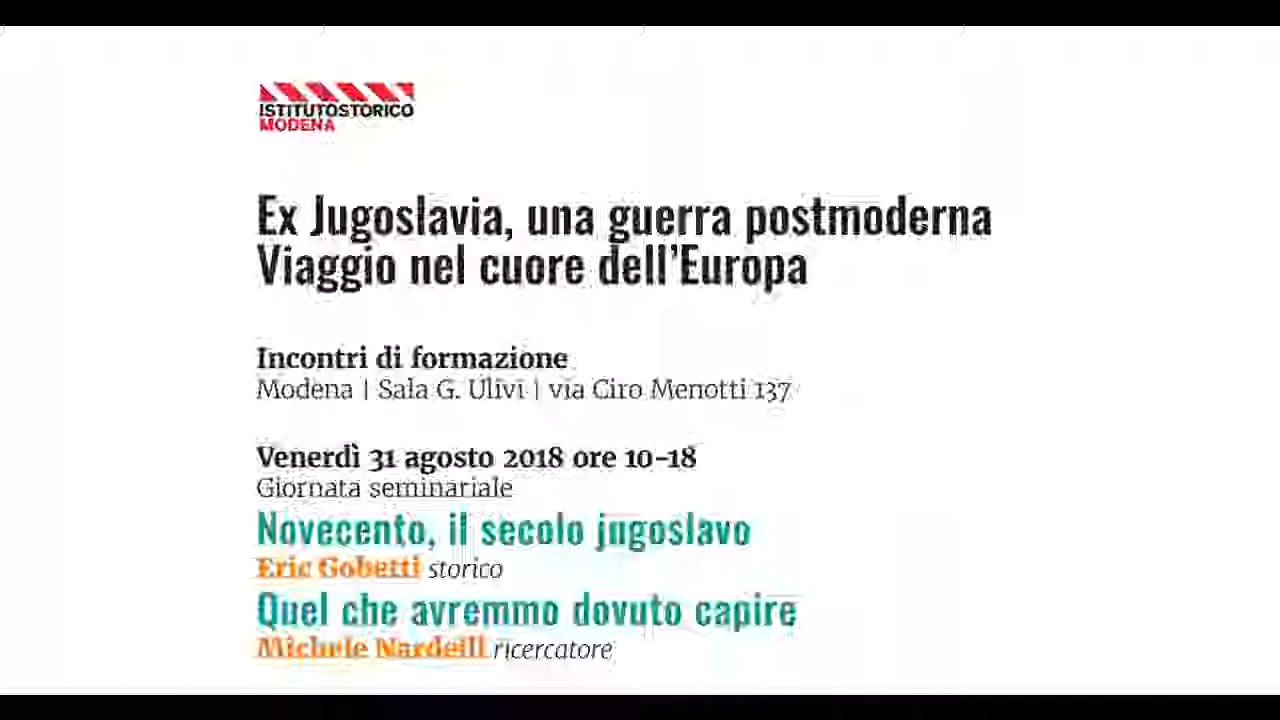 ISTITUTOSTORICO
MODENA
Ex Jugoslavia, una guerra postmoderna
Viaggio nel cuore dell'Europa
Incontri di formazione
Modena | Sala G. Ulivi | via Ciro Menotti 137
Venerdì 31 agosto 2018 ore 10–18
Giornata seminariale
Novecento, il secolo jugoslavo
Eric Gobetti storico
Quel che avremmo dovuto capire
Michele Nardelli ricercatore